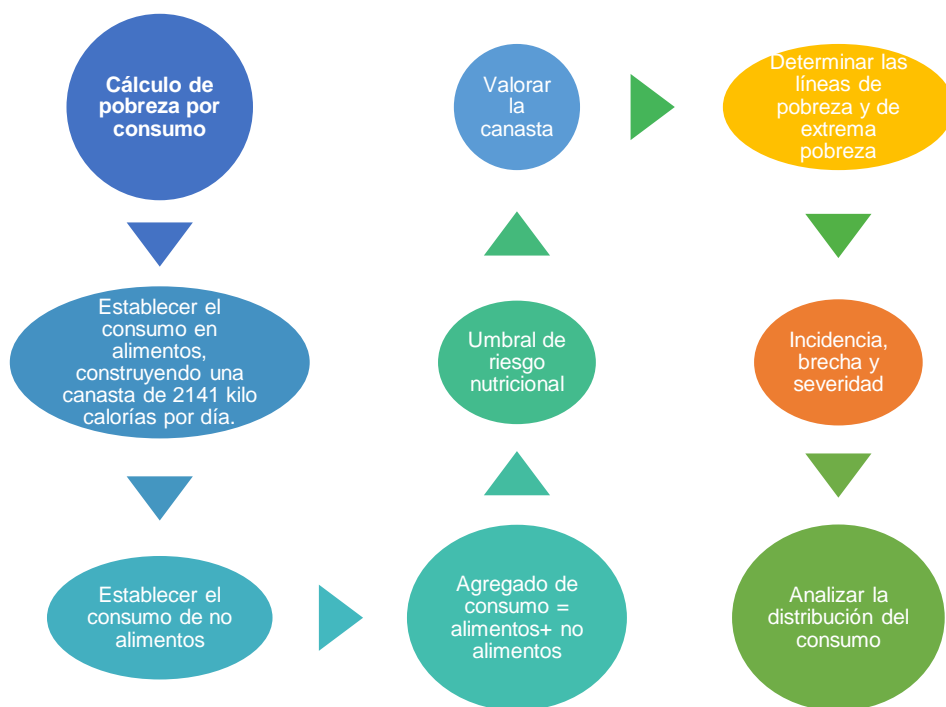 Cálculo de
pobreza por
consumo
Establecer el
consumo en
alimentos,
construyendo una
canasta de 2141 kilo
calorías por día.
Establecer el
consumo de no
alimentos
Agregado de
consumo =
alimentos+ no
alimentos
Umbral de
riesgo
nutricional
Valorar
la
canasta
Determinar las
líneas de
pobreza y de
extrema
pobreza
Incidencia,
brecha y
severidad
Analizar la
distribución del
consumo